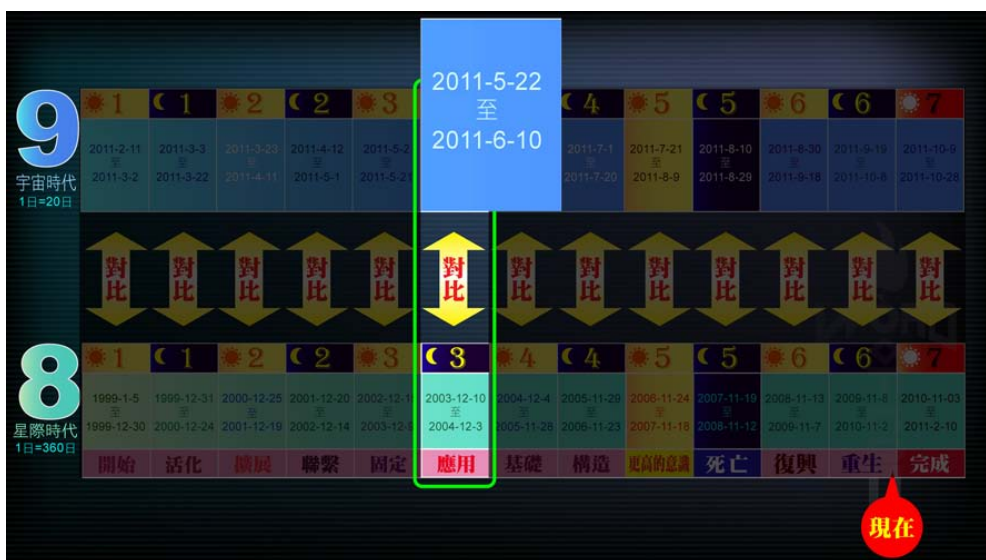 2011-5-22
至
2011-6-10
9
宇宙時代
1日=20日
1 1 2 2 3 4 5 5 6 6 7
2011-2-11 2011-3-3 2011-3-23 2011-4-12 2011-5-2 2011-7-1 2011-7-21 2011-8-10 2011-8-30 2011-9-19 2011-10-9
至 至 至 至 至 至 至 至 至 至 至
2011-3-2 2011-3-22 2011-4-11 2011-5-1 2011-5-21 2011-7-20 2011-8-9 2011-8-29 2011-9-18 2011-10-8 2011-10-28
對比 對比 對比 對比 對比 對比 對比 對比 對比 對比 對比 對比 對比
8
星際時代
1日=360日
1 1 2 2 3 3 4 4 5 5 6 6 7
1999-1-5 1999-12-31 2000-12-25 2001-12-20 2003-12-10 2004-12-4 2005-11-29 2006-11-24 2007-11-19 2008-11-13 2009-11-8 2010-11-03
至 至 至 至 至 至 至 至 至 至 至 至 至
1999-12-30 2000-12-24 2001-12-19 2002-12-14 2003-12-9 2004-12-3 2005-11-28 2006-11-23 2007-11-18 2008-11-12 2009-11-7 2010-11-2 2011-2-10
開始 活化 擴展 聯繫 固定 應用 基礎 構造 更高的意識 死亡 復興 重生 完成
現在